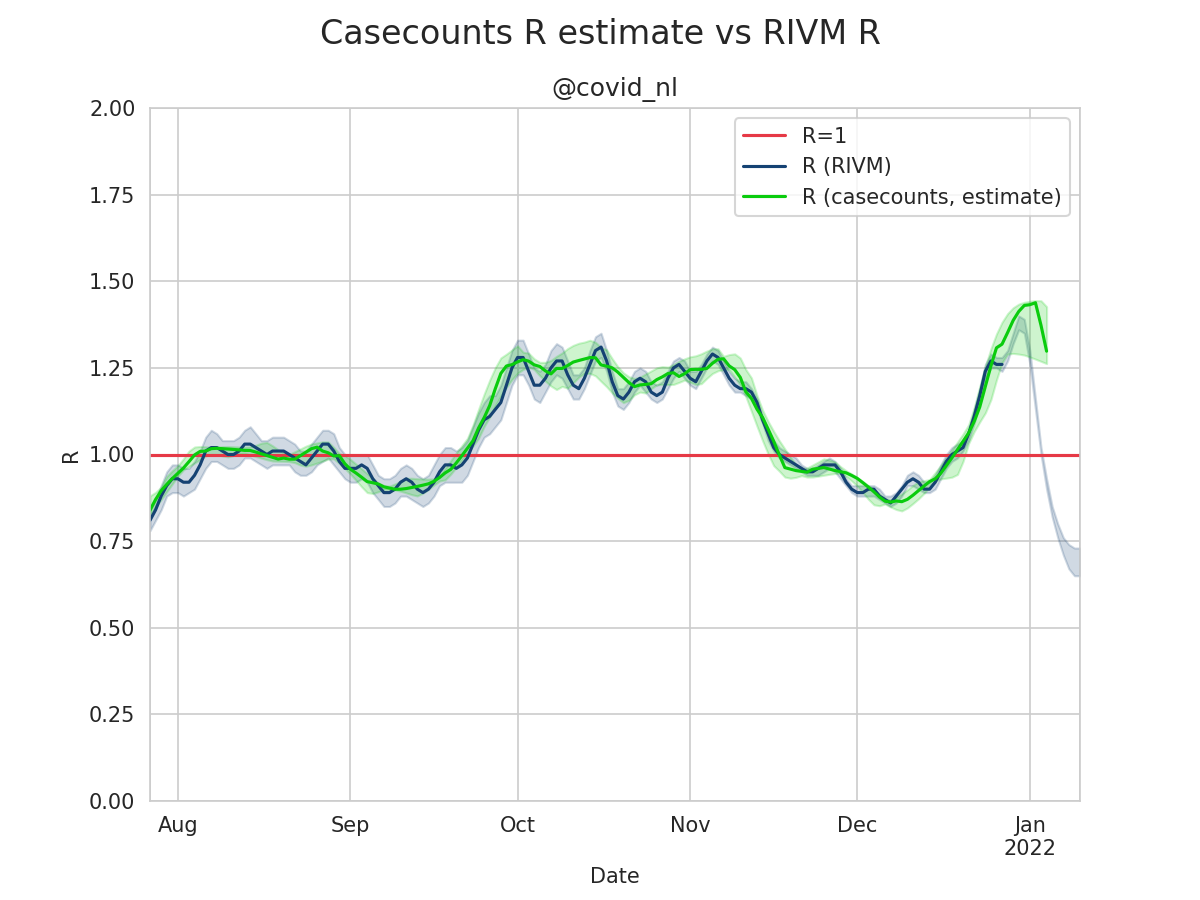 Casecounts R estimate vs RIVM R
@covid_nl
R=1
R (RIVM)
R (casecounts, estimate)
2.00
1.75
1.50
1.25
1.00
0.75
0.50
0.25
0.00
R
Aug Sep Oct Nov Dec Jan
2022
Date